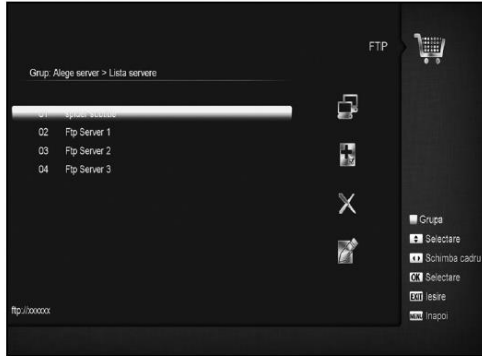 FTP
Grup: Alege server > Lista servere
01
02 Ftp Server 1
03 Ftp Server 2
04 Ftp Server 3
ftp://xxxxxx
Grupa
Selectare
Schimba cadru
OK Selectare
EXIT Iesire
MENU Inapoi